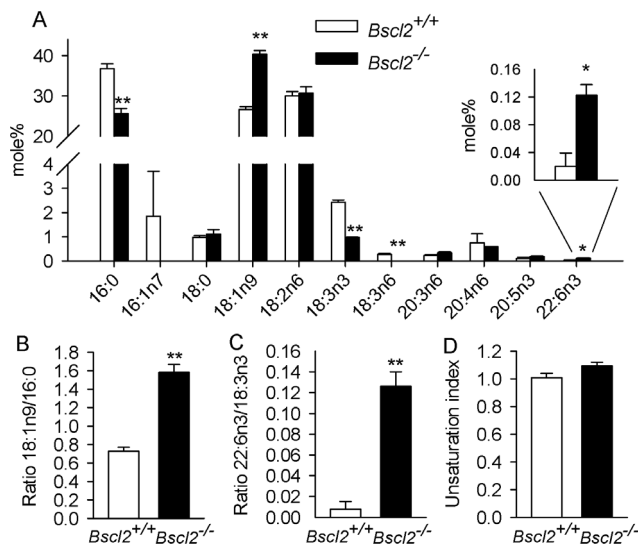 A
Bscl2+/+
Bscl2-/-
mole%
40
30
20
4
3
2
1
0
**
**
**
**
*
16:0
16:1n7
18:0
18:1n9
18:2n6
18:3n3
18:3n6
20:3n6
20:4n6
20:5n3
22:6n3
mole%
0.16
0.12
0.08
0.04
0.00
*
B
Ratio 18:1n9/16:0
1.8
1.6
1.4
1.2
1.0
0.8
0.6
0.4
0.2
0.0
**
Bscl2+/+ Bscl2-/-
C
Ratio 22:6n3/18:3n3
0.16
0.14
0.12
0.10
0.08
0.06
0.04
0.02
0.00
**
Bscl2+/+ Bscl2-/-
D
Unsaturation index
1.2
1.0
0.8
0.6
0.4
0.2
0.0
Bscl2+/+ Bscl2-/-